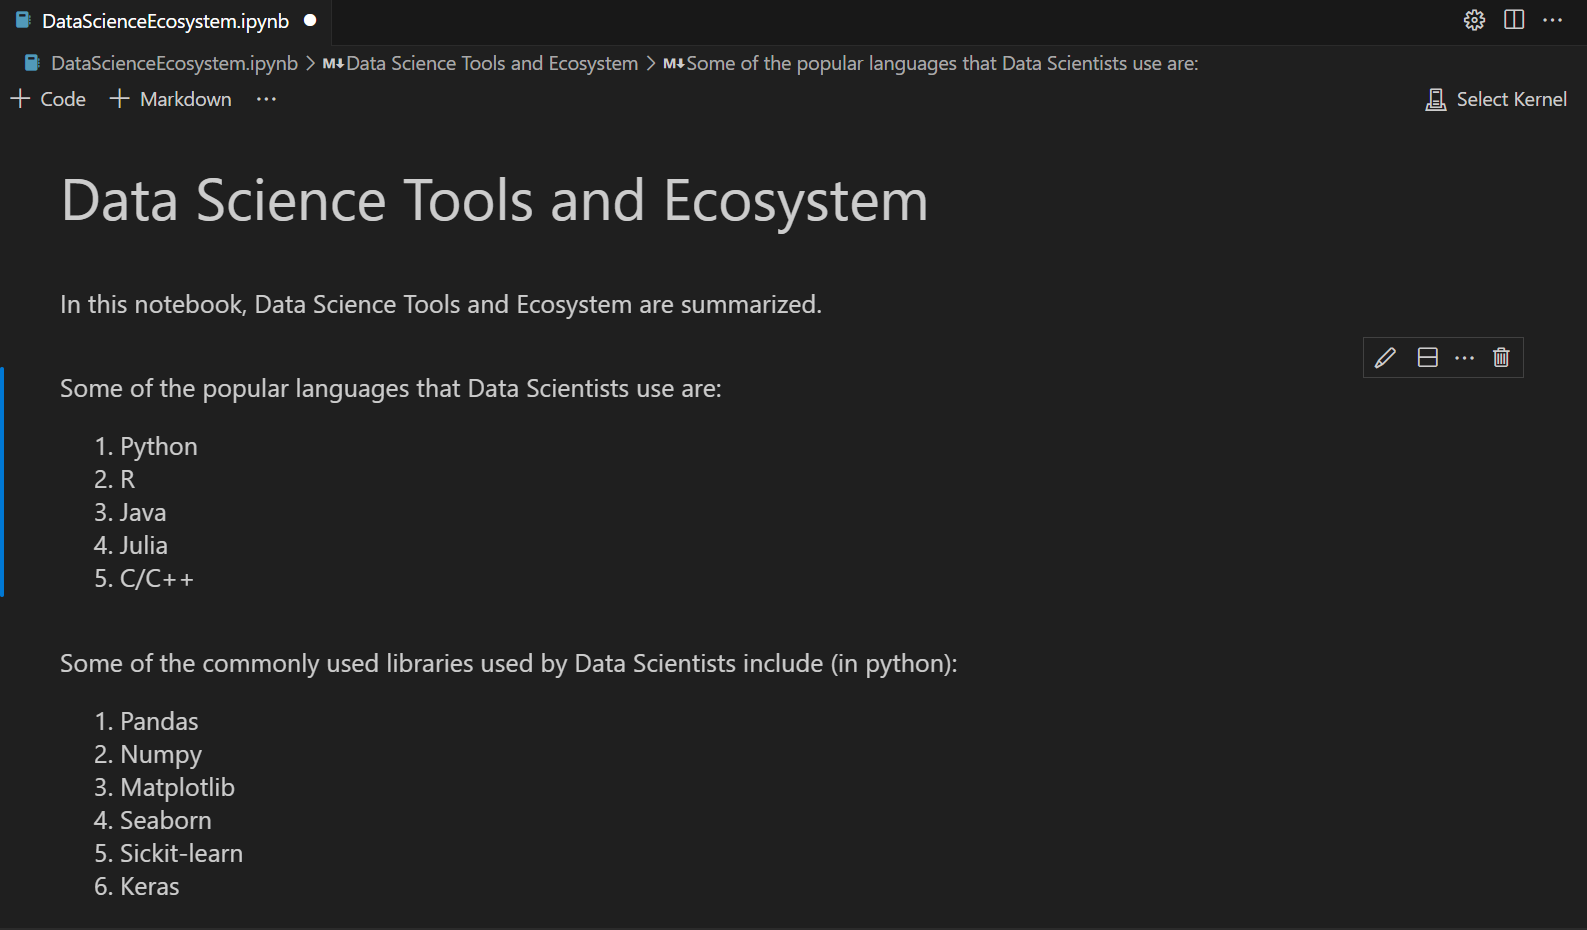 DataScienceEcosystem.ipynb
DataScienceEcosystem.ipynb > M↓Data Science Tools and Ecosystem > M↓Some of the popular languages that Data Scientists use are:
+ Code + Markdown ··· Select Kernel
Data Science Tools and Ecosystem
In this notebook, Data Science Tools and Ecosystem are summarized.
Some of the popular languages that Data Scientists use are:
1. Python
2. R
3. Java
4. Julia
5. C/C++
Some of the commonly used libraries used by Data Scientists include (in python):
1. Pandas
2. Numpy
3. Matplotlib
4. Seaborn
5. Sickit-learn
6. Keras